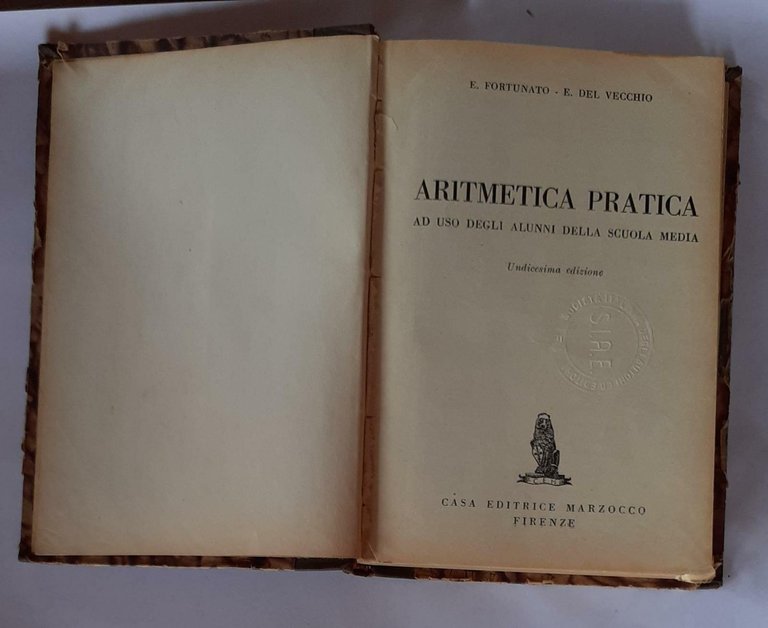 E. FORTUNATO - E. DEL VECCHIO
ARITMETICA PRATICA
AD USO DEGLI ALUNNI DELLA SCUOLA MEDIA
Undicesima edizione
S.I.A.E.
CASA EDITRICE MARZOCCO
FIRENZE